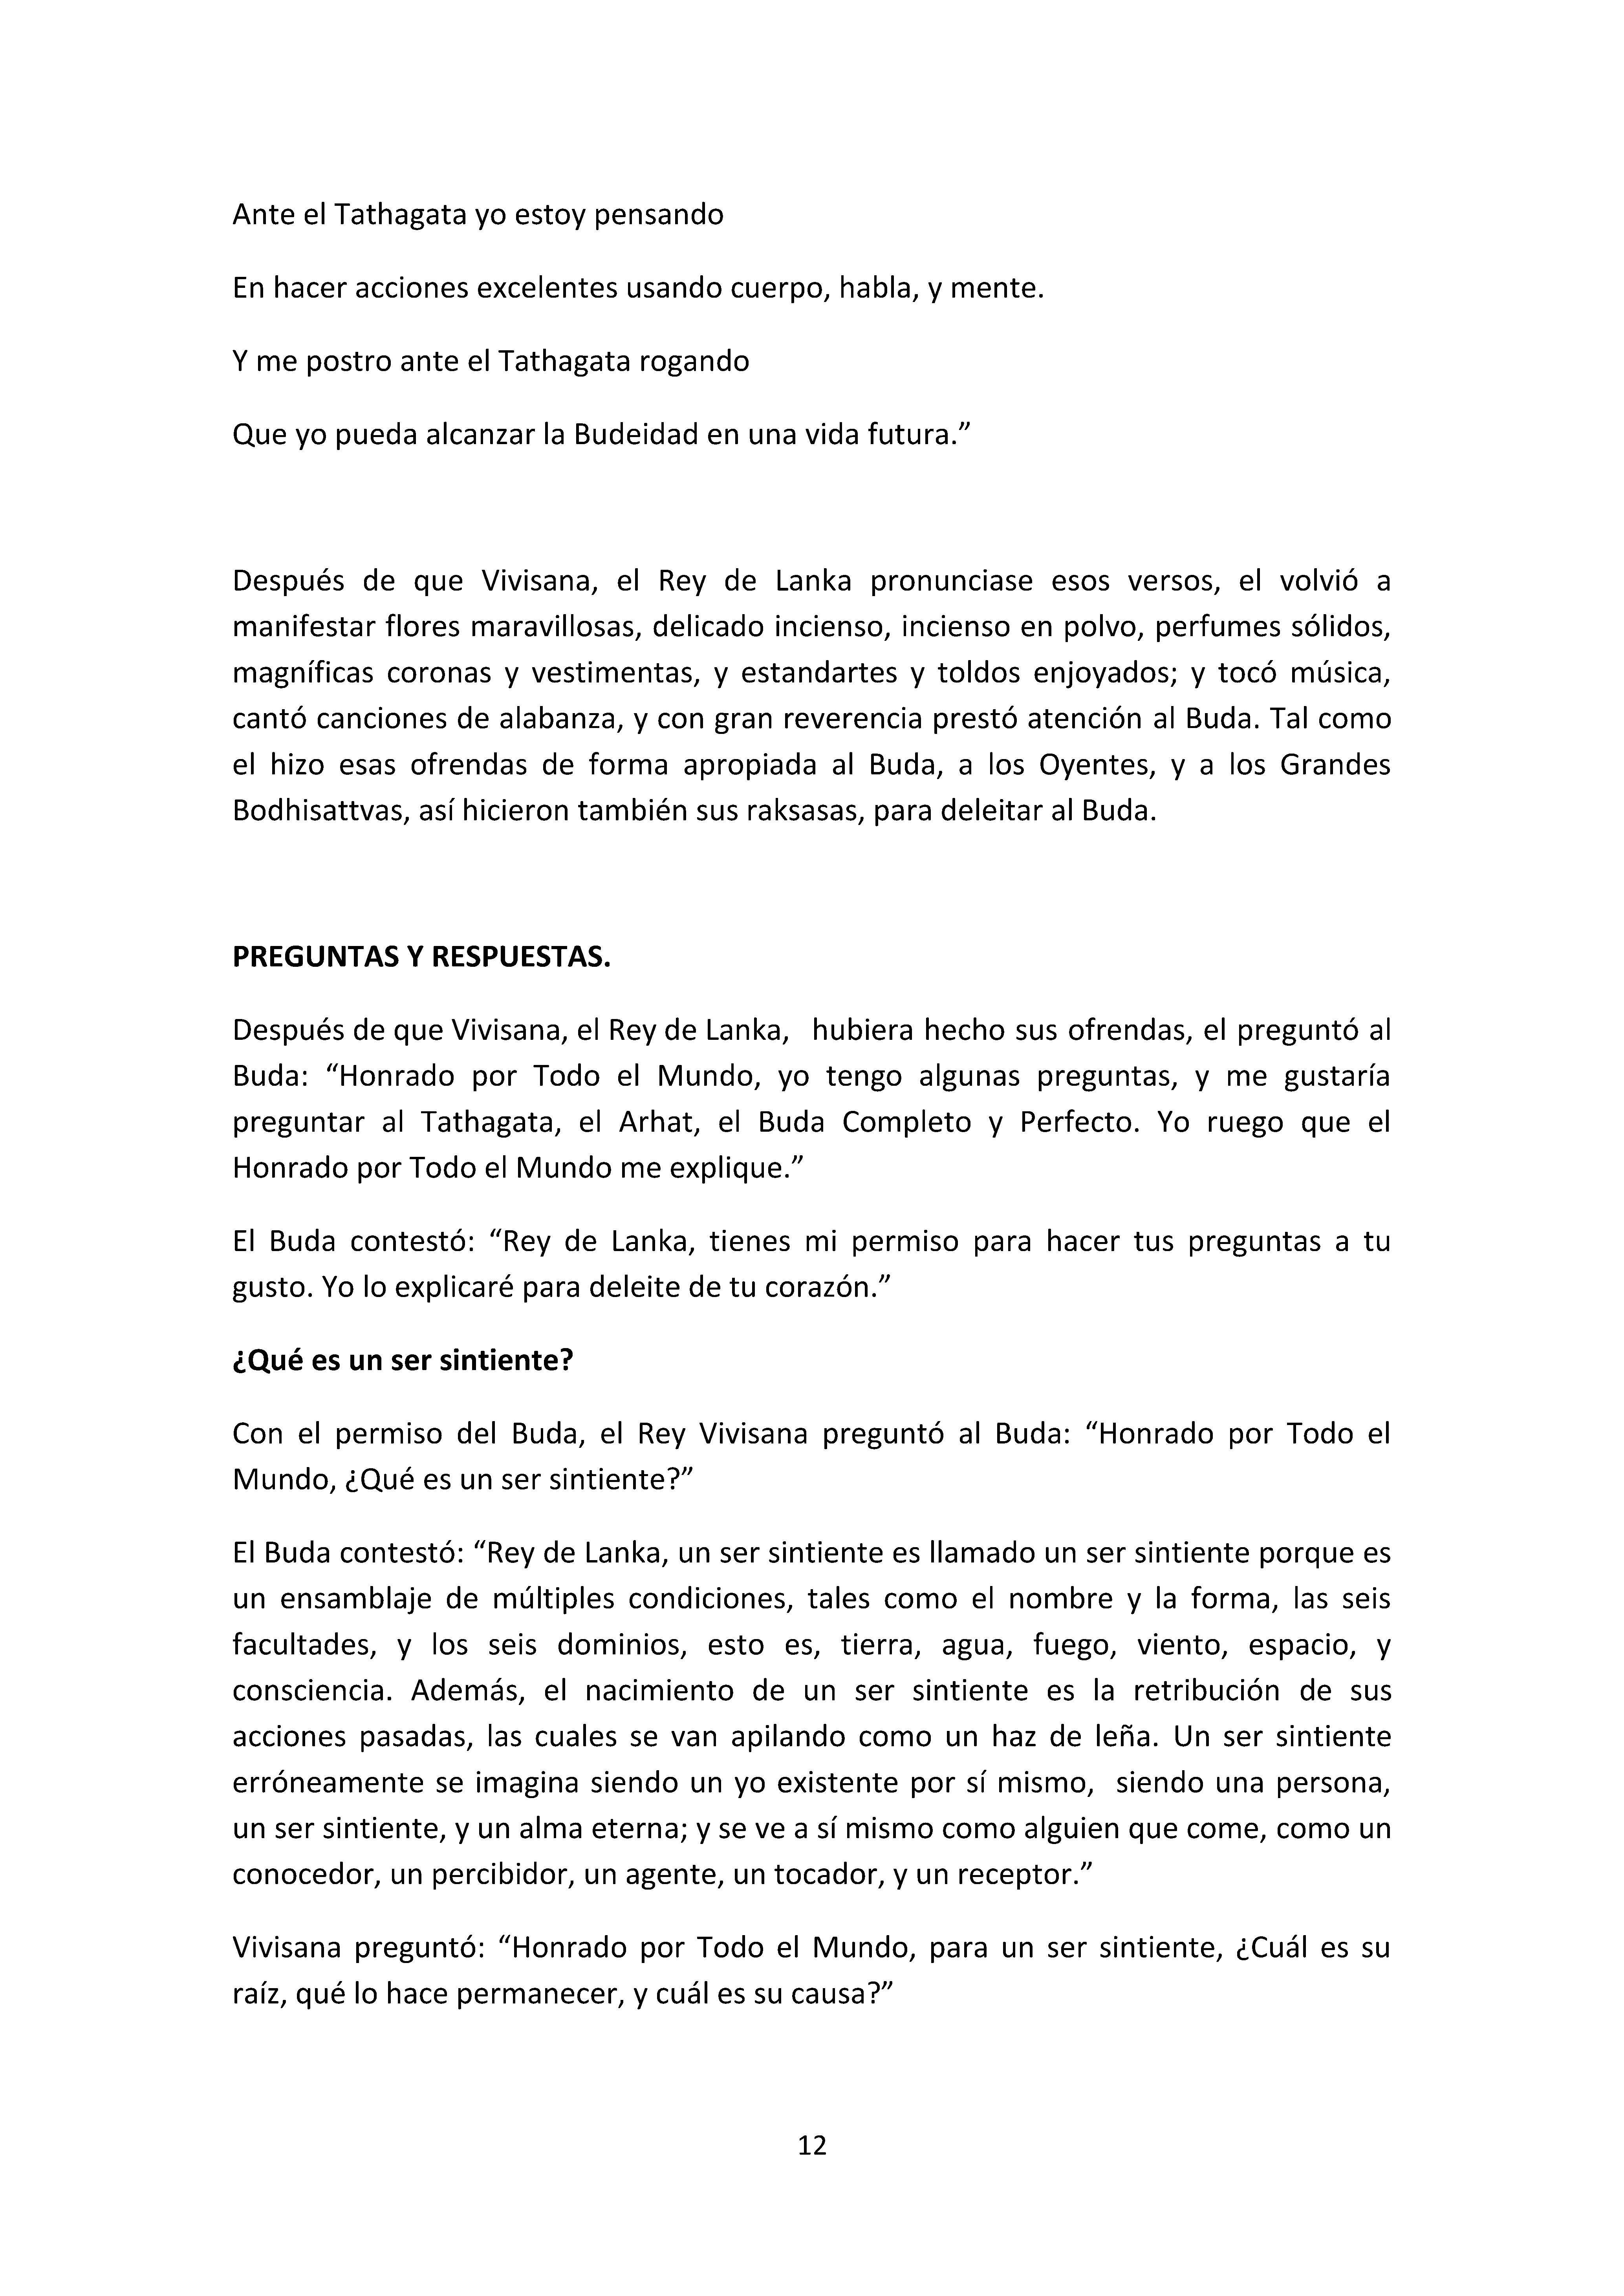 Ante el Tathagata yo estoy pensando
En hacer acciones excelentes usando cuerpo, habla, y mente.
Y me postro ante el Tathagata rogando
Que yo pueda alcanzar la Budeidad en una vida futura.”
Después de que Vivisana, el Rey de Lanka pronunciase esos versos, el volvió a
manifestar flores maravillosas, delicado incienso, incienso en polvo, perfumes sólidos,
magníficas coronas y vestimentas, y estandartes y toldos enjoyados; y tocó música,
cantó canciones de alabanza, y con gran reverencia prestó atención al Buda. Tal como
el hizo esas ofrendas de forma apropiada al Buda, a los Oyentes, y a los Grandes
Bodhisattvas, así hicieron también sus raksasas, para deleitar al Buda.
PREGUNTAS Y RESPUESTAS.
Después de que Vivisana, el Rey de Lanka, hubiera hecho sus ofrendas, el preguntó al
Buda: “Honrado por Todo el Mundo, yo tengo algunas preguntas, y me gustaría
preguntar al Tathagata, el Arhat, el Buda Completo y Perfecto. Yo ruego que el
Honrado por Todo el Mundo me explique.”
El Buda contestó: “Rey de Lanka, tienes mi permiso para hacer tus preguntas a tu
gusto. Yo lo explicaré para deleite de tu corazón.”
¿Qué es un ser sintiente?
Con el permiso del Buda, el Rey Vivisana preguntó al Buda: “Honrado por Todo el
Mundo, ¿Qué es un ser sintiente?”
El Buda contestó: “Rey de Lanka, un ser sintiente es llamado un ser sintiente porque es
un ensamblaje de múltiples condiciones, tales como el nombre y la forma, las seis
facultades, y los seis dominios, esto es, tierra, agua, fuego, viento, espacio, y
consciencia. Además, el nacimiento de un ser sintiente es la retribución de sus
acciones pasadas, las cuales se van apilando como un haz de leña. Un ser sintiente
erróneamente se imagina siendo un yo existente por sí mismo, siendo una persona,
un ser sintiente, y un alma eterna; y se ve a sí mismo como alguien que come, como un
conocedor, un percibidor, un agente, un tocador, y un receptor.”
Vivisana preguntó: “Honrado por Todo el Mundo, para un ser sintiente, ¿Cuál es su
raíz, qué lo hace permanecer, y cuál es su causa?”
12